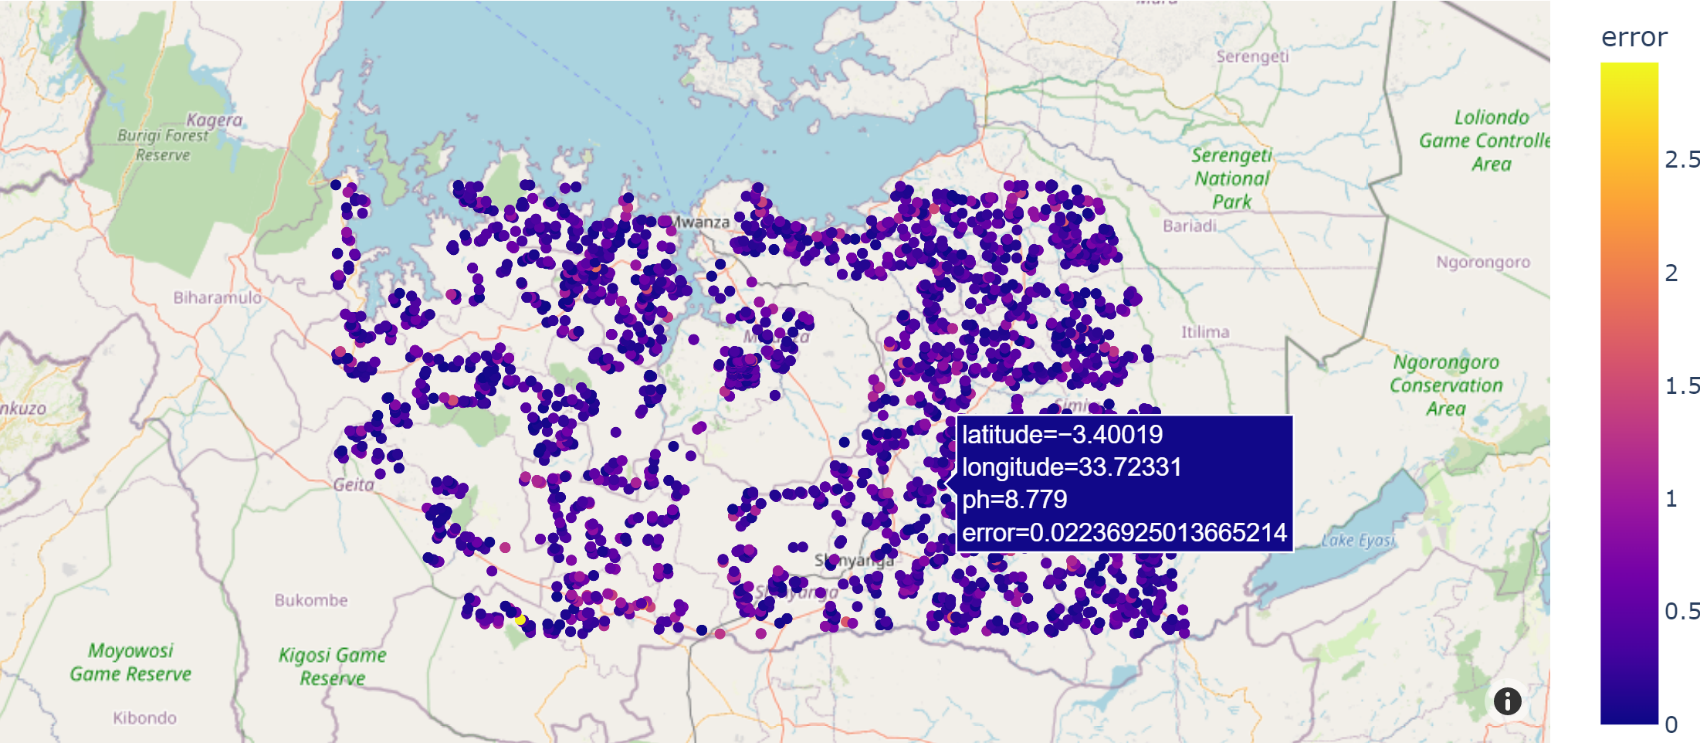 error
2.5
2
1.5
1
0.5
0
Kagera
Burigi Forest
Reserve
Serengeti
Loliondo
Game Controlle
Area
Serengeti
National
Park
Mwanza
Bariadi
Ngorongoro
Biharamulo
Itilima
Ngorongoro
Conservation
Area
nkuzo
Geita
latitude=−3.40019
longitude=33.72331
ph=8.779
error=0.02236925013665214
Lake Eyasi
Shinyanga
Shinyanga
Bukombe
Moyowosi
Game Reserve
Kigosi Game
Reserve
Kibondo